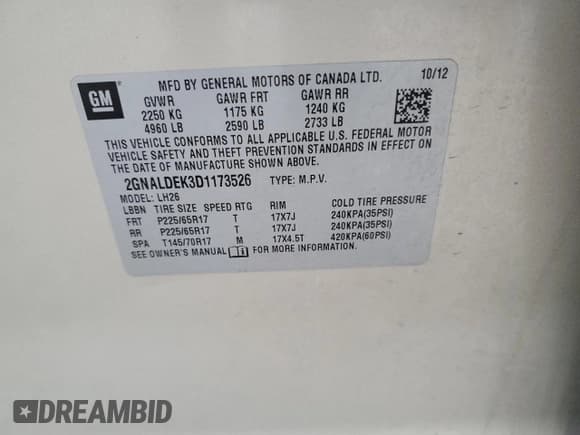 GM
MFD BY GENERAL MOTORS OF CANADA LTD. 10/12
GVWR GAWR FRT GAWR RR
2250 KG 1175 KG 1240 KG
4960 LB 2590 LB 2733 LB
THIS VEHICLE CONFORMS TO ALL APPLICABLE U.S. FEDERAL MOTOR
VEHICLE SAFETY AND THEFT PREVENTION STANDARDS IN EFFECT ON
THE DATE OF MANUFACTURE SHOWN ABOVE.
2GNALDEK3D1173526 TYPE: M.P.V.
MODEL: LH26
LBBN TIRE SIZE SPEED RTG RIM COLD TIRE PRESSURE
FRT P225/65R17 T 17X7J 240KPA(35PSI)
RR P225/65R17 T 17X7J 240KPA(35PSI)
SPA T145/70R17 M 17X4.5T 420KPA(60PSI)
SEE OWNER'S MANUAL FOR MORE INFORMATION.
DREAMBID